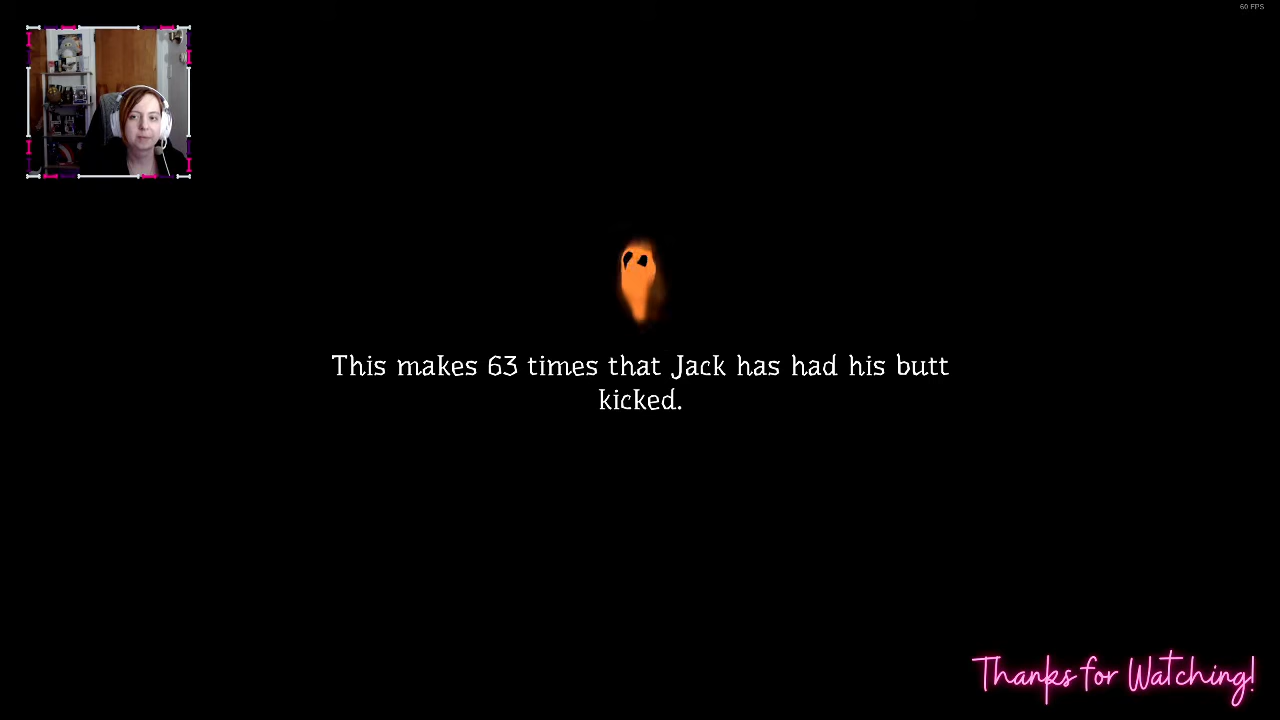 60 FPS
This makes 63 times that Jack has had his butt
kicked.
Thanks for Watching!